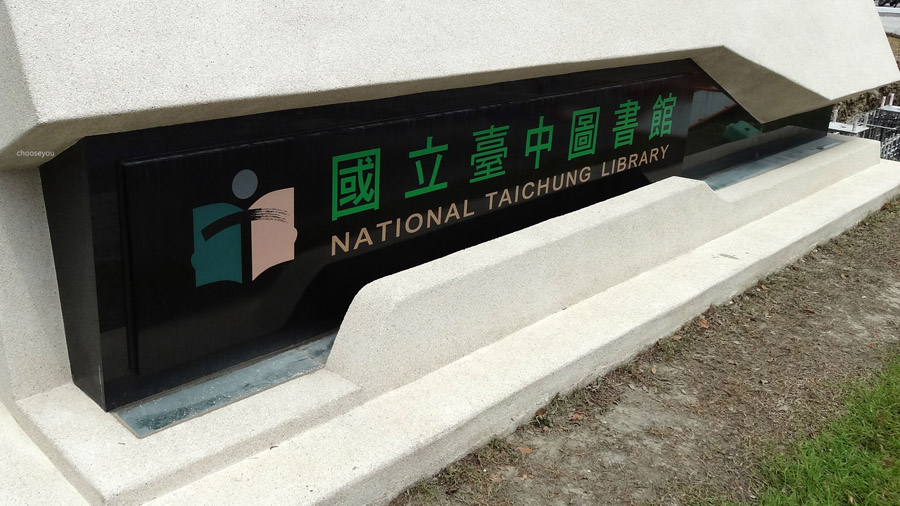 chooseyou
國立臺中圖書館
NATIONAL TAICHUNG LIBRARY